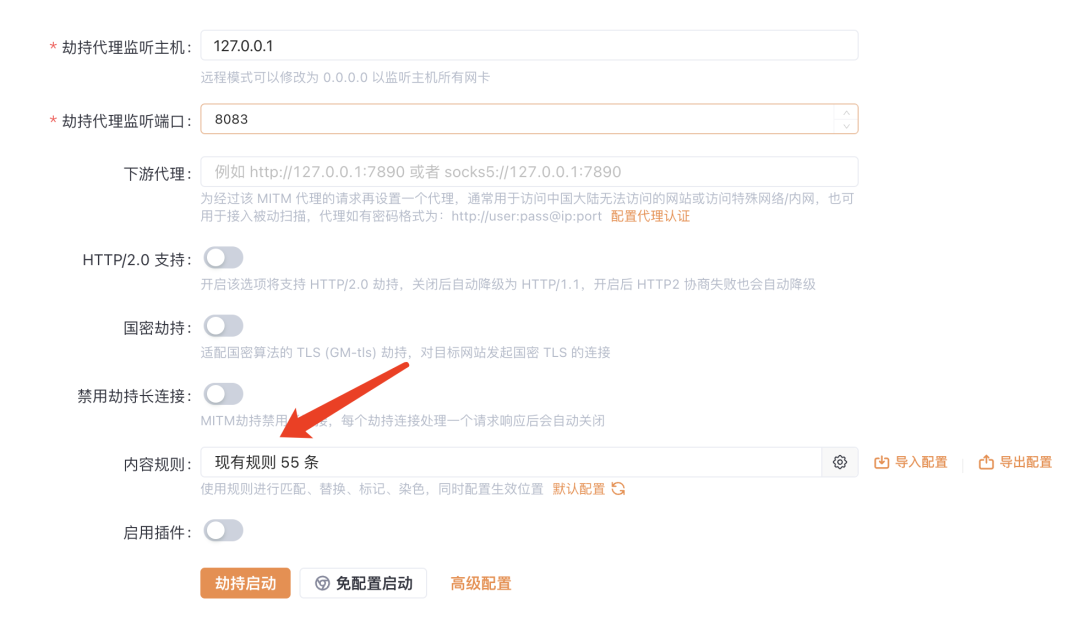 * 劫持代理监听主机: 127.0.0.1
远程模式可以修改为 0.0.0.0 以监听主机所有网卡
* 劫持代理监听端口: 8083
下游代理: 例如 http://127.0.0.1:7890 或者 socks5://127.0.0.1:7890
为经过该 MITM 代理的请求再设置一个代理，通常用于访问中国大陆无法访问的网站或访问特殊网络/内网，也可
用于接入被动扫描，代理如有密码格式为：http://user:pass@ip:port 配置代理认证
HTTP/2.0 支持:
开启该选项将支持 HTTP/2.0 劫持，关闭后自动降级为 HTTP/1.1，开启后 HTTP2 协商失败也会自动降级
国密劫持:
适配国密算法的 TLS (GM-tls) 劫持，对目标网站发起国密 TLS 的连接
禁用劫持长连接:
MITM劫持禁用接，每个劫持连接处理一个请求响应后会自动关闭
内容规则: 现有规则 55 条 导入配置 导出配置
使用规则进行匹配、替换、标记、染色，同时配置生效位置 默认配置
启用插件:
劫持启动 免配置启动 高级配置